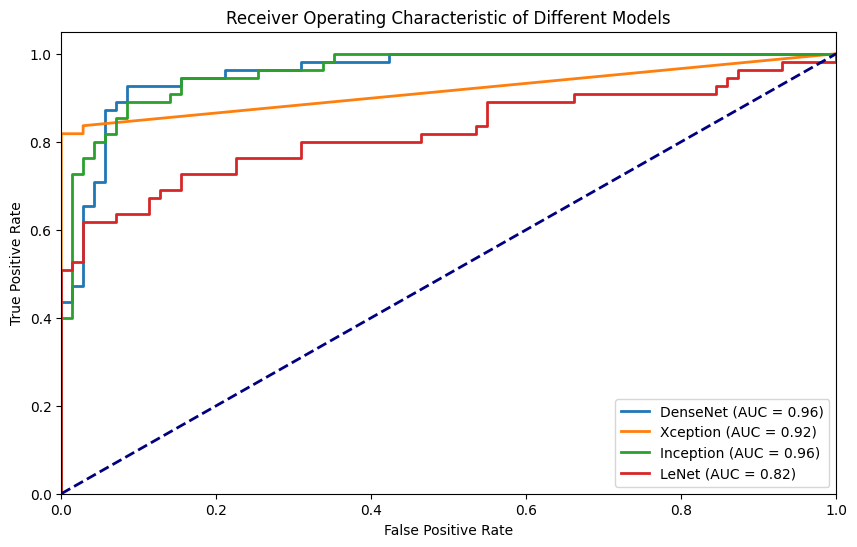 Receiver Operating Characteristic of Different Models
True Positive Rate
1.0
0.8
0.6
0.4
0.2
0.0
DenseNet (AUC = 0.96)
Xception (AUC = 0.92)
Inception (AUC = 0.96)
LeNet (AUC = 0.82)
0.0 0.2 0.4 0.6 0.8 1.0
False Positive Rate